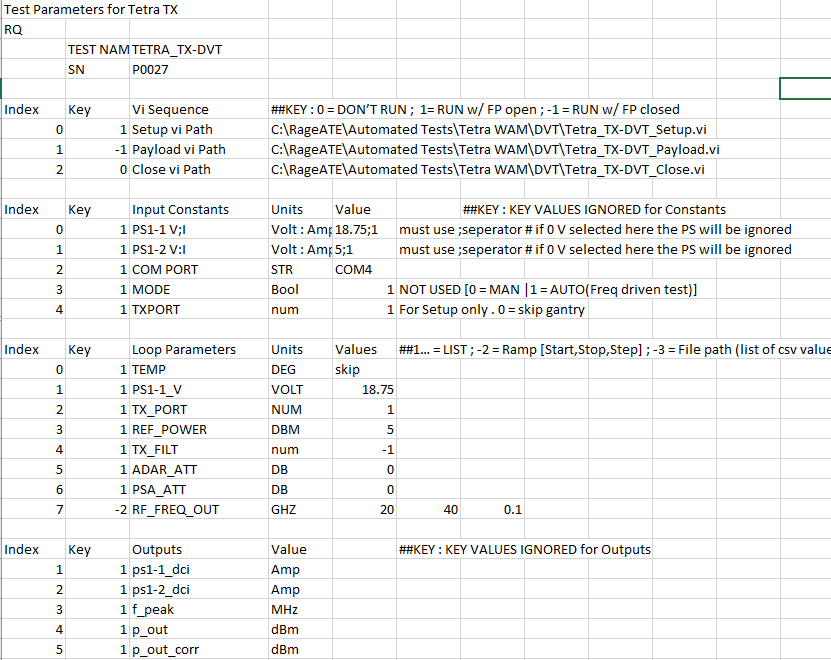 Test Parameters for Tetra TX
RQ
TEST NAM TETRA_TX-DVT
SN P0027
Index Key Vi Sequence ##KEY : 0 = DON'T RUN ; 1= RUN w/ FP open ; -1 = RUN w/ FP closed
0 1 Setup vi Path C:\RageATE\Automated Tests\Tetra WAM\DVT\Tetra_TX-DVT_Setup.vi
1 -1 Payload vi Path C:\RageATE\Automated Tests\Tetra WAM\DVT\Tetra_TX-DVT_Payload.vi
2 0 Close vi Path C:\RageATE\Automated Tests\Tetra WAM\DVT\Tetra_TX-DVT_Close.vi
Index Key Input Constants Units Value ##KEY : KEY VALUES IGNORED for Constants
0 1 PS1-1 V;I Volt : Amp 18.75;1 must use ;seperator # if 0 V selected here the PS will be ignored
1 1 PS1-2 V:I Volt : Amp 5;1 must use ;seperator # if 0 V selected here the PS will be ignored
2 1 COM PORT STR COM4
3 1 MODE Bool 1 NOT USED [0 = MAN |1 = AUTO(Freq driven test)]
4 1 TXPORT num 1 For Setup only . 0 = skip gantry
Index Key Loop Parameters Units Values ##1... = LIST ; -2 = Ramp [Start,Stop,Step] ; -3 = File path (list of csv value
0 1 TEMP DEG skip
1 1 PS1-1_V VOLT 18.75
2 1 TX_PORT NUM 1
3 1 REF_POWER DBM 5
4 1 TX_FILT num -1
5 1 ADAR_ATT DB 0
6 1 PSA_ATT DB 0
7 -2 RF_FREQ_OUT GHZ 20 40 0.1
Index Key Outputs Value ##KEY : KEY VALUES IGNORED for Outputs
1 1 ps1-1_dci Amp
2 1 ps1-2_dci Amp
3 1 f_peak MHz
4 1 p_out dBm
5 1 p_out_corr dBm